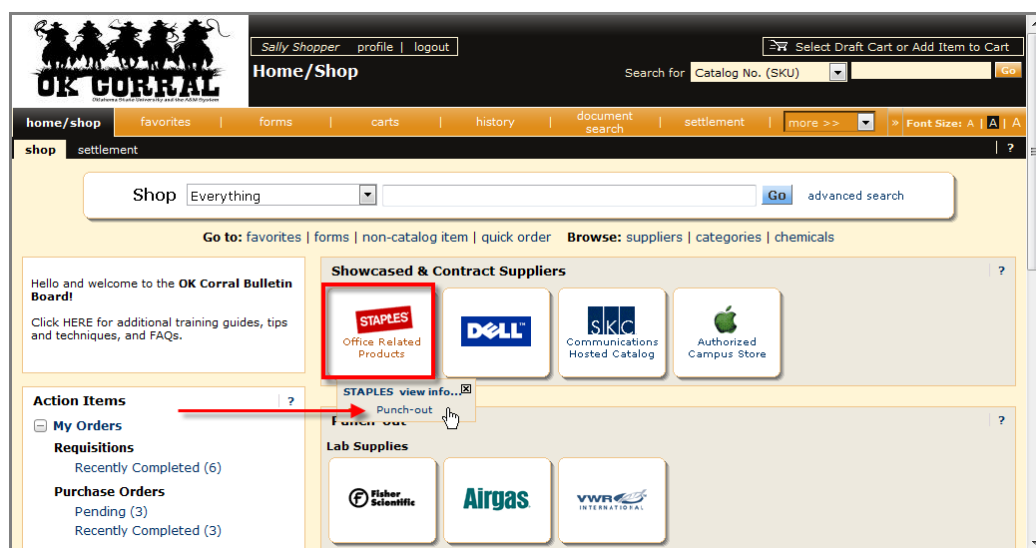 OK CORRAL
Oklahoma State University and the A&M System
Sally Shopper profile | logout
Select Draft Cart or Add Item to Cart
Home/Shop
Search for Catalog No. (SKU) Go
home/shop favorites | forms | carts | history | document search | settlement | more >> » Font Size: A | A | A
shop settlement | ?
Shop Everything Go advanced search
Go to: favorites | forms | non-catalog item | quick order Browse: suppliers | categories | chemicals
Hello and welcome to the OK Corral Bulletin
Board!
Click HERE for additional training guides, tips
and techniques, and FAQs.
Showcased & Contract Suppliers ?
STAPLES
Office Related
Products
DELL™
SKC
Communications
Hosted Catalog
Authorized
Campus Store
STAPLES view info...
Punch-out
Action Items ?
My Orders
Requisitions
Recently Completed (6)
Purchase Orders
Pending (3)
Recently Completed (3)
Punch-out ?
Lab Supplies
Fisher
Scientific
Airgas
VWR
INTERNATIONAL